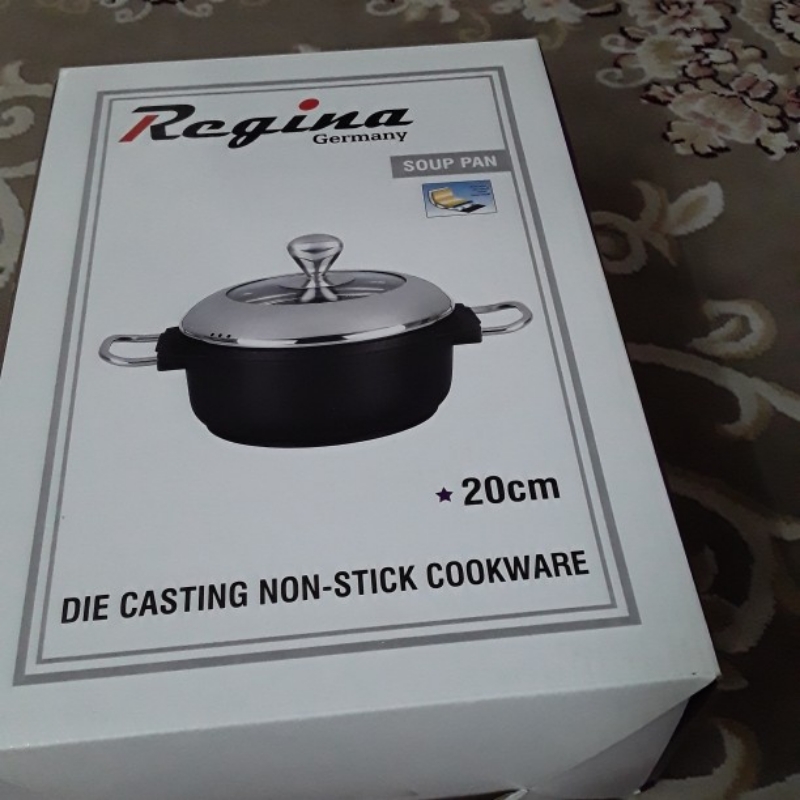 Regina
Germany
SOUP PAN
20cm
DIE CASTING NON-STICK COOKWARE